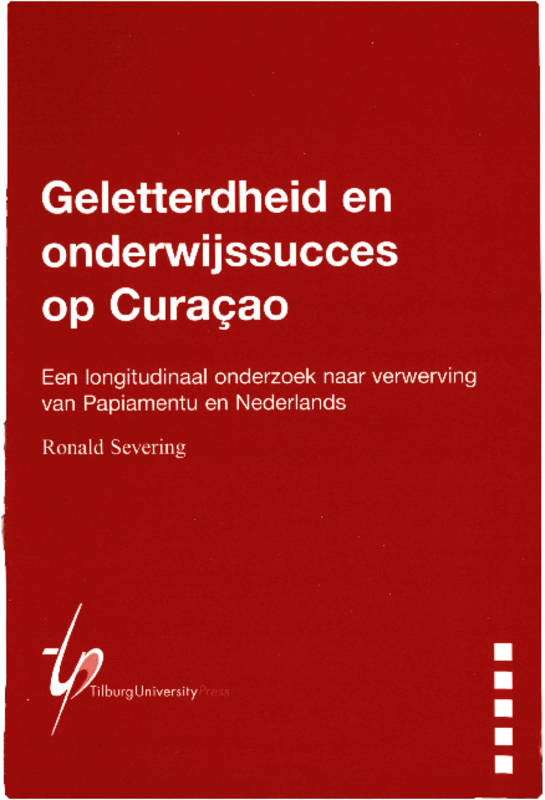 Geletterdheid en
onderwijssucces
op Curaçao
Een longitudinaal onderzoek naar verwerving
van Papiamentu en Nederlands
Ronald Severing
TilburgUniversityPress